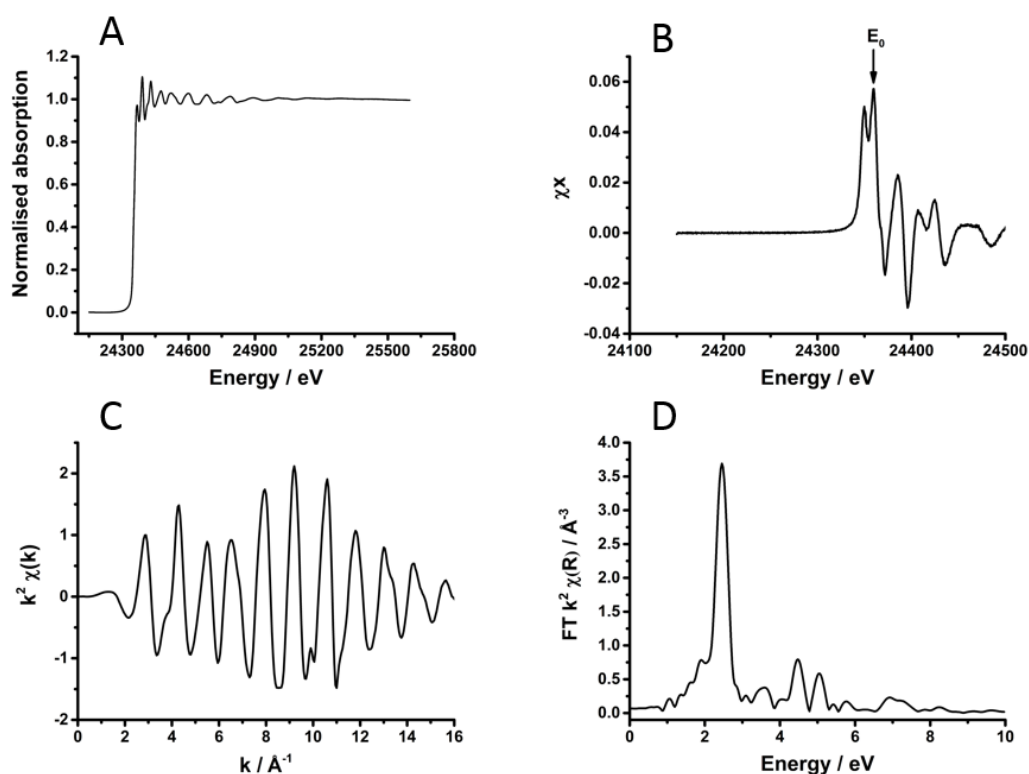 A
1.2
1.0
0.8
0.6
0.4
0.2
0.0
24300 24600 24900 25200 25500 25800
Normalised absorption
Energy / eV
B
E₀
0.06
0.04
0.02
0.00
-0.02
-0.04
24100 24200 24300 24400 24500
χx
Energy / eV
C
2
1
0
-1
-2
0 2 4 6 8 10 12 14 16
k² χ(k)
k / Å⁻¹
D
4.0
3.5
3.0
2.5
2.0
1.5
1.0
0.5
0.0
0 2 4 6 8 10
FT k² χ(R) / Å⁻³
Energy / eV